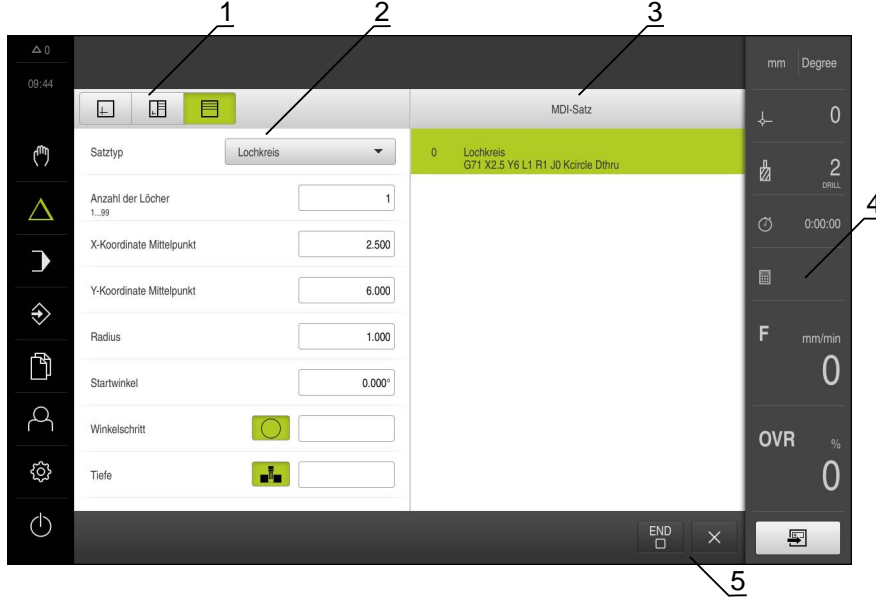 1
2
3
0
09:44
mm Degree
MDI-Satz
0
Satztyp
Lochkreis
0 Lochkreis
G71 X2.5 Y6 L1 R1 J0 Kcircle Dthru
2
DRILL
Anzahl der Löcher
1...99
1
4
0:00:00
X-Koordinate Mittelpunkt
2.500
Y-Koordinate Mittelpunkt
6.000
Radius
1.000
F mm/min
0
Startwinkel
0.000°
Winkelschritt
OVR %
0
Tiefe
END
5